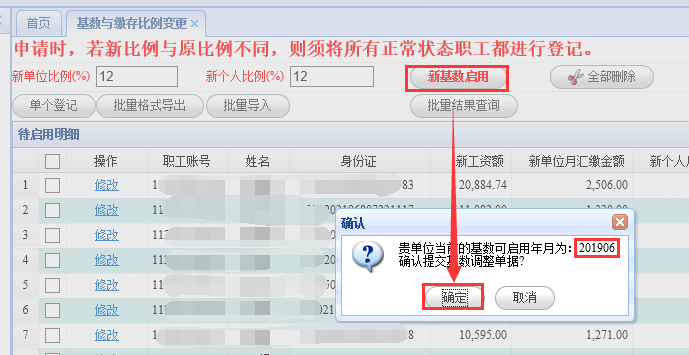 首页 基数与缴存比例变更
申请时，若新比例与原比例不同，则须将所有正常状态职工都进行登记。
新单位比例(%) 12 新个人比例(%) 12 新基数启用 全部删除
单个登记 批量格式导出 批量导入 批量结果查询
待启用明细
操作 职工账号 姓名 身份证 新工资额 新单位月汇缴金额 新个人
1 修改 1 83 20,884.74 2,506.00
2 修改 11
确认
3 修改 11
贵单位当前的基数可启用年月为：201906
确认提交基数调整单据?
4 修改 11
5 修改 11
确定 取消
6 修改 11
7 修改 11 8 10,595.00 1,271.00